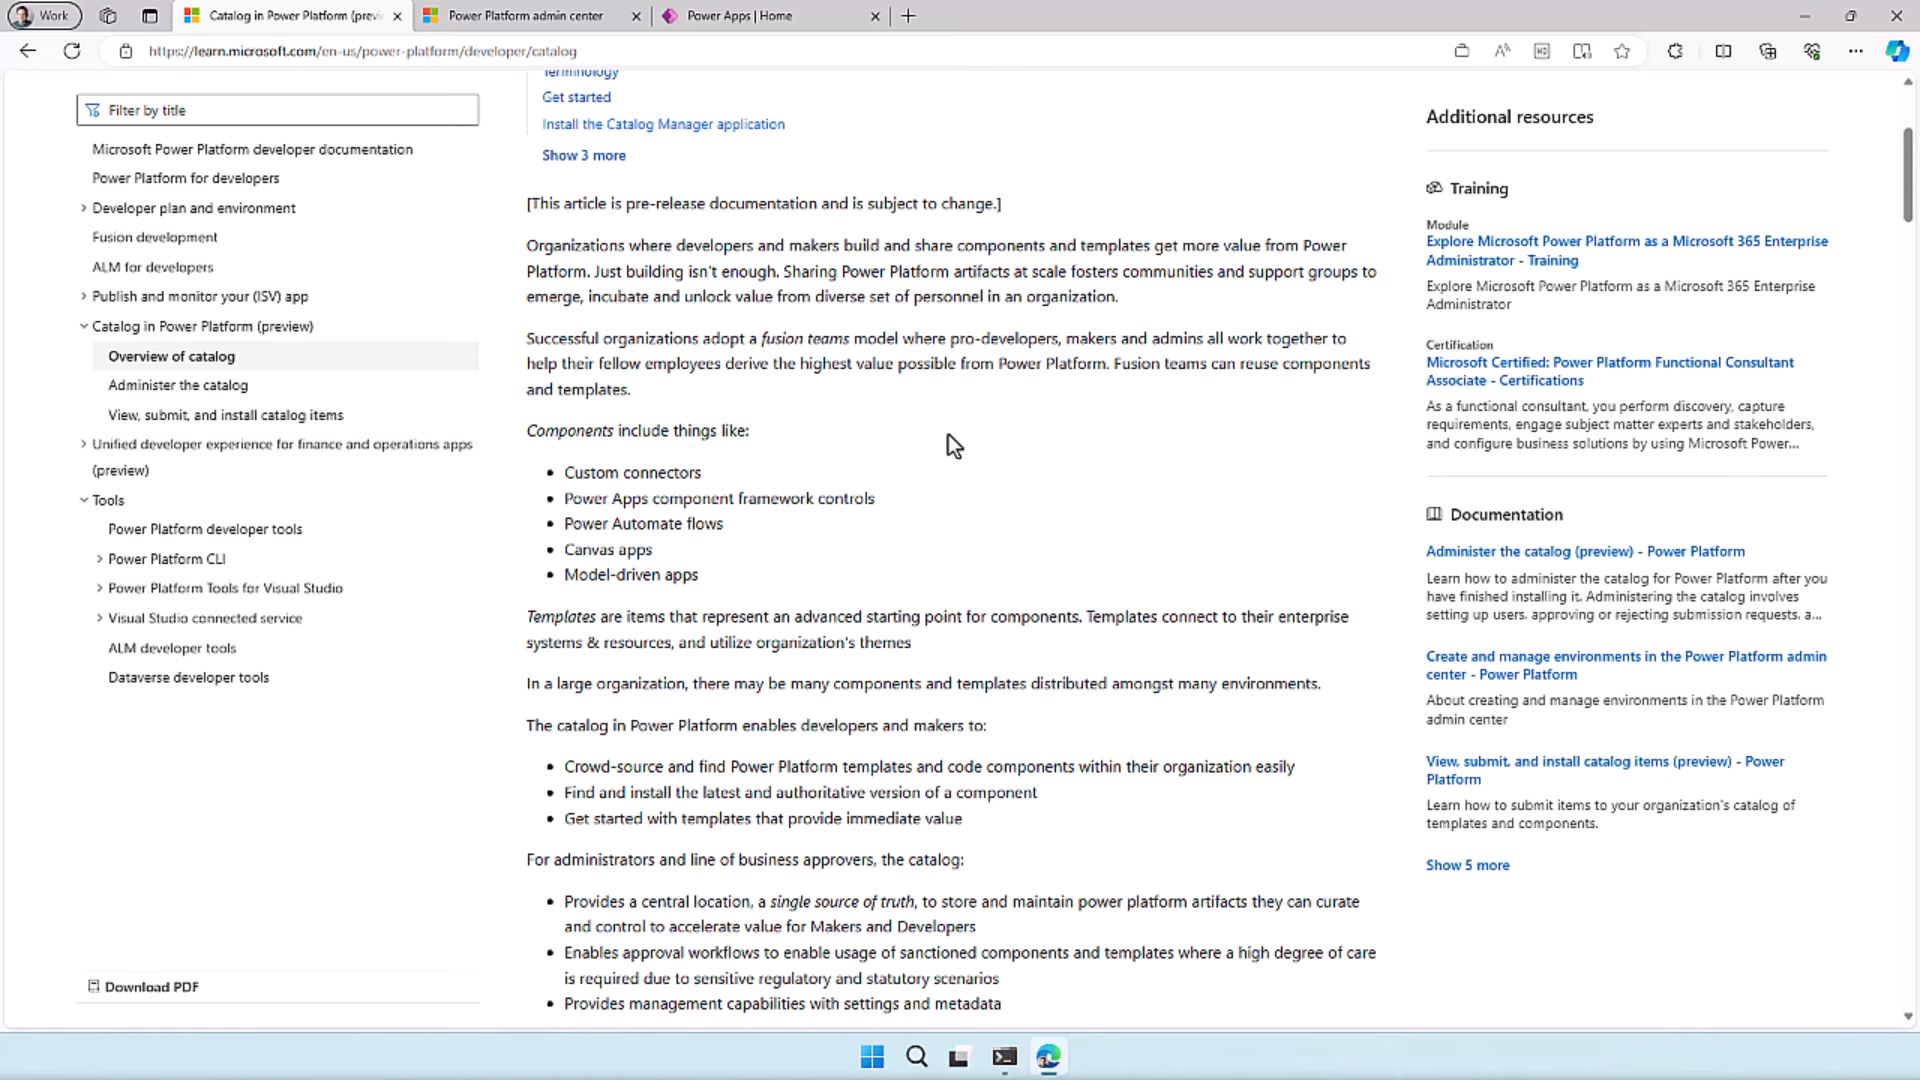 Work
Catalog in Power Platform (previ
Power Platform admin center
Power Apps | Home
https://learn.microsoft.com/en-us/power-platform/developer/catalog
Filter by title
Microsoft Power Platform developer documentation
Power Platform for developers
Developer plan and environment
Fusion development
ALM for developers
Publish and monitor your (ISV) app
Catalog in Power Platform (preview)
Overview of catalog
Administer the catalog
View, submit, and install catalog items
Unified developer experience for finance and operations apps
(preview)
Tools
Power Platform developer tools
Power Platform CLI
Power Platform Tools for Visual Studio
Visual Studio connected service
ALM developer tools
Dataverse developer tools
Download PDF
Terminology
Get started
Install the Catalog Manager application
Show 3 more
[This article is pre-release documentation and is subject to change.]
Organizations where developers and makers build and share components and templates get more value from Power
Platform. Just building isn't enough. Sharing Power Platform artifacts at scale fosters communities and support groups to
emerge, incubate and unlock value from diverse set of personnel in an organization.
Successful organizations adopt a fusion teams model where pro-developers, makers and admins all work together to
help their fellow employees derive the highest value possible from Power Platform. Fusion teams can reuse components
and templates.
Components include things like:
• Custom connectors
• Power Apps component framework controls
• Power Automate flows
• Canvas apps
• Model-driven apps
Templates are items that represent an advanced starting point for components. Templates connect to their enterprise
systems & resources, and utilize organization's themes
In a large organization, there may be many components and templates distributed amongst many environments.
The catalog in Power Platform enables developers and makers to:
• Crowd-source and find Power Platform templates and code components within their organization easily
• Find and install the latest and authoritative version of a component
• Get started with templates that provide immediate value
For administrators and line of business approvers, the catalog:
• Provides a central location, a single source of truth, to store and maintain power platform artifacts they can curate
and control to accelerate value for Makers and Developers
• Enables approval workflows to enable usage of sanctioned components and templates where a high degree of care
is required due to sensitive regulatory and statutory scenarios
• Provides management capabilities with settings and metadata
Additional resources
Training
Module
Explore Microsoft Power Platform as a Microsoft 365 Enterprise
Administrator - Training
Explore Microsoft Power Platform as a Microsoft 365 Enterprise
Administrator
Certification
Microsoft Certified: Power Platform Functional Consultant
Associate - Certifications
As a functional consultant, you perform discovery, capture
requirements, engage subject matter experts and stakeholders,
and configure business solutions by using Microsoft Power...
Documentation
Administer the catalog (preview) - Power Platform
Learn how to administer the catalog for Power Platform after you
have finished installing it. Administering the catalog involves
setting up users, approving or rejecting submission requests, a...
Create and manage environments in the Power Platform admin
center - Power Platform
About creating and manage environments in the Power Platform
admin center
View, submit, and install catalog items (preview) - Power
Platform
Learn how to submit items to your organization's catalog of
templates and components.
Show 5 more